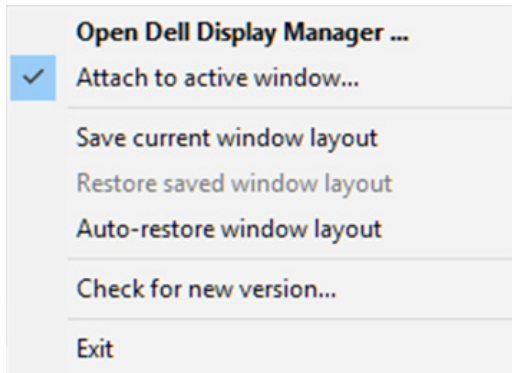 Open Dell Display Manager ...
Attach to active window...
Save current window layout
Restore saved window layout
Auto-restore window layout
Check for new version...
Exit